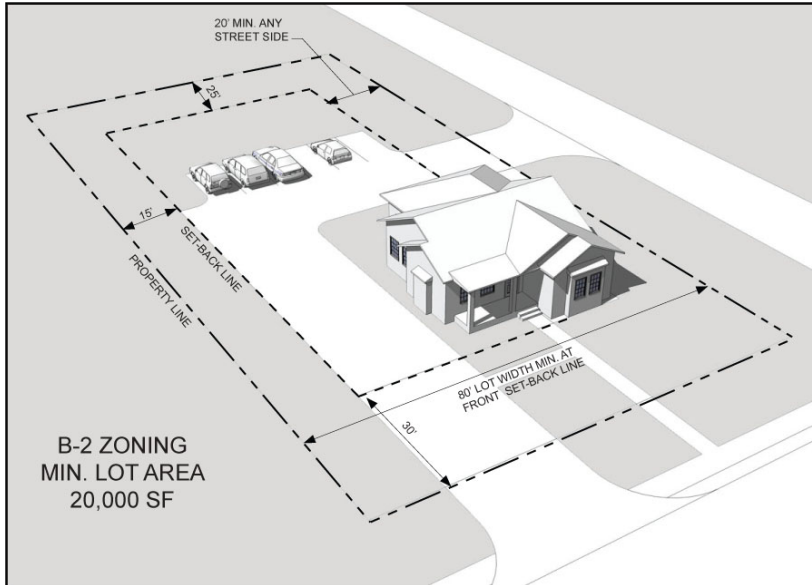 20' MIN. ANY
STREET SIDE
25'
15'
SET-BACK LINE
PROPERTY LINE
80' LOT WIDTH MIN. AT
FRONT SET-BACK LINE
30'
B-2 ZONING
MIN. LOT AREA
20,000 SF